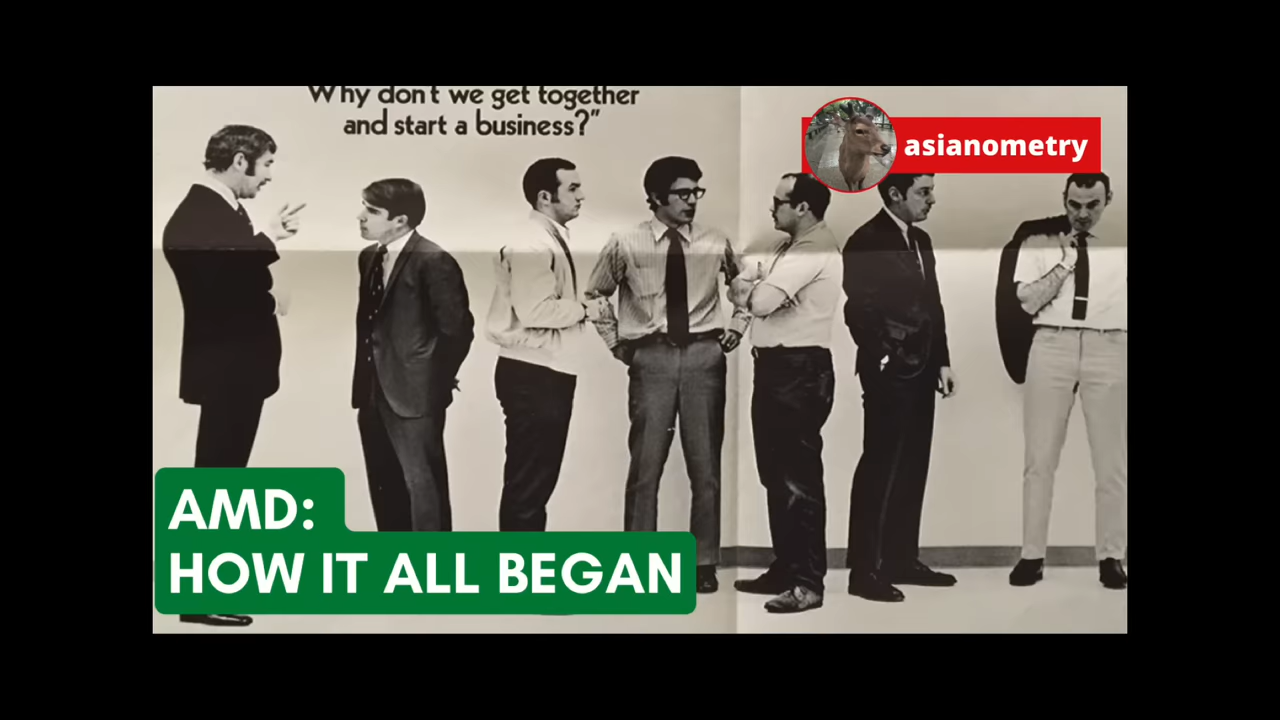 Why don't we get together
and start a business?”
asianometry
AMD:
HOW IT ALL BEGAN